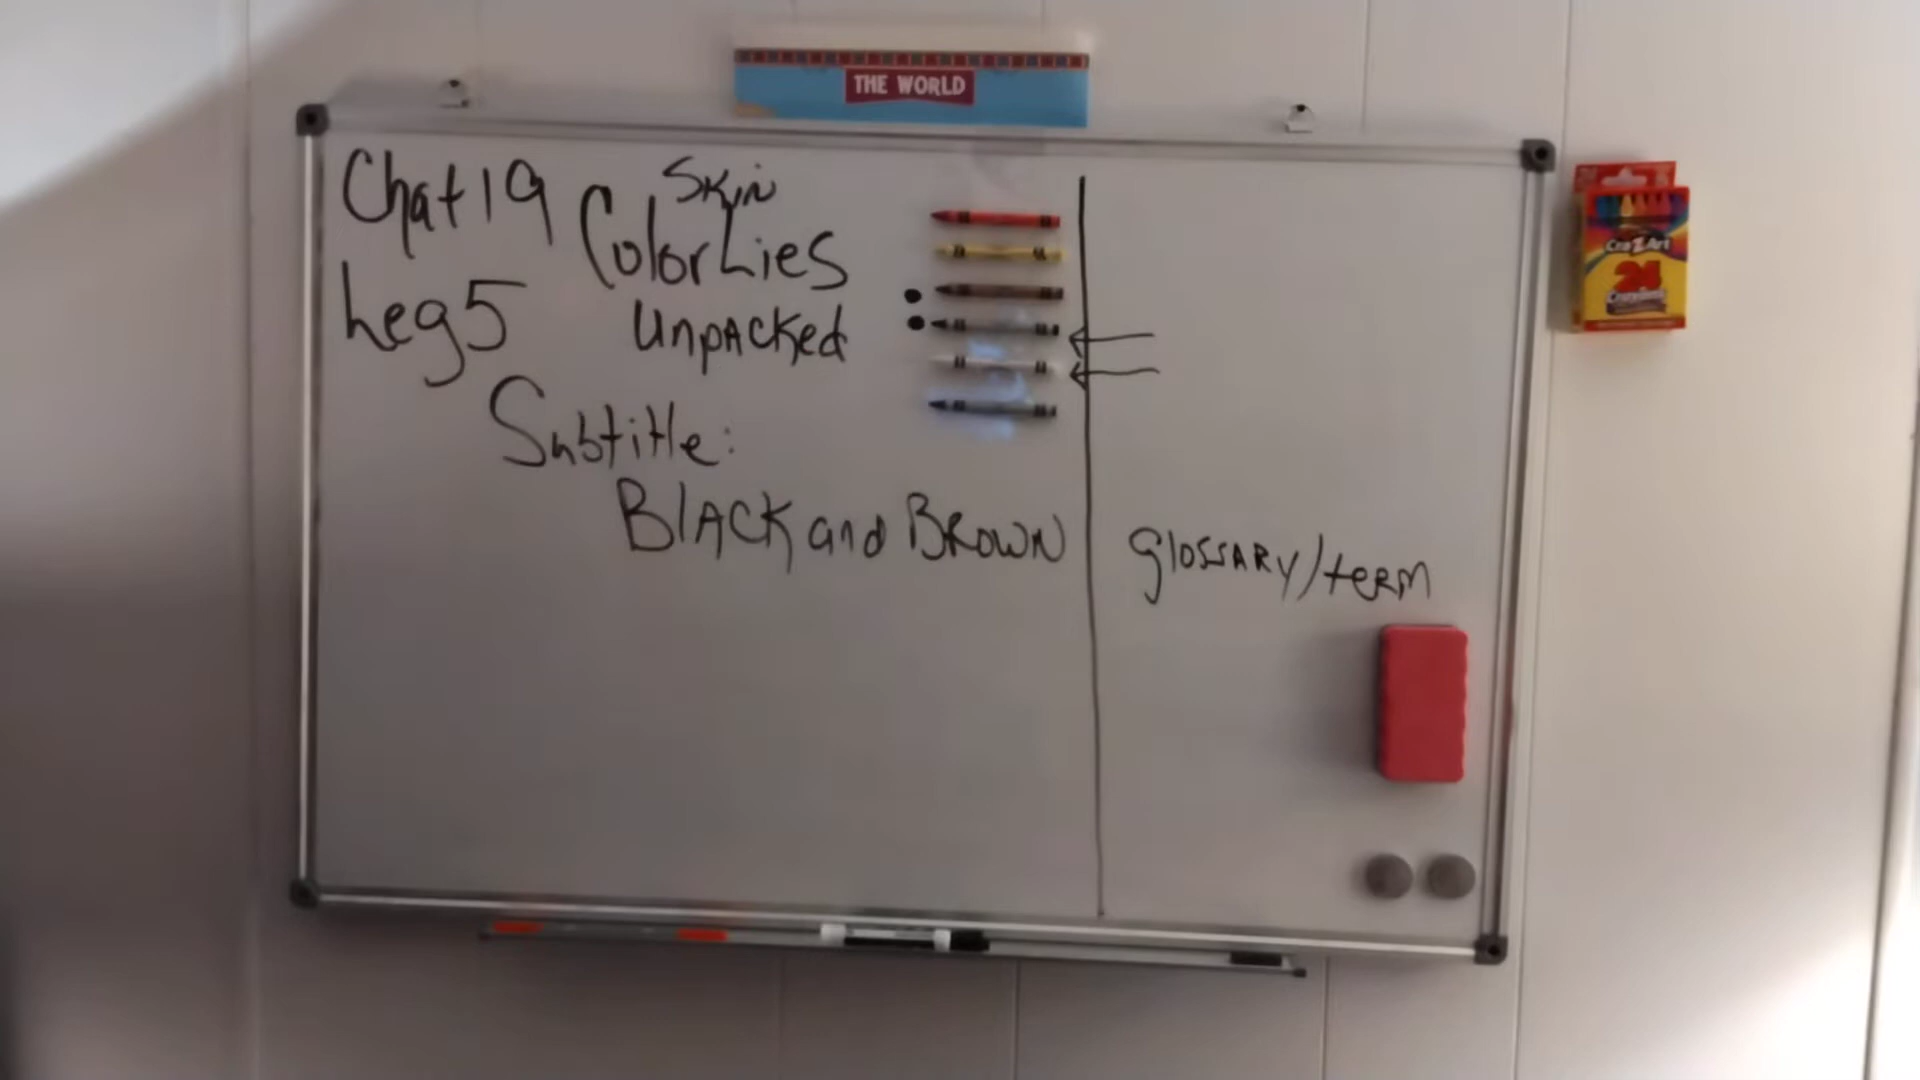 THE WORLD
Chat 19
Leg 5
Skin
Color Lies
Unpacked
Subtitle:
Black and Brown
glossary/term
Cra-Z-Art
24
Crayons